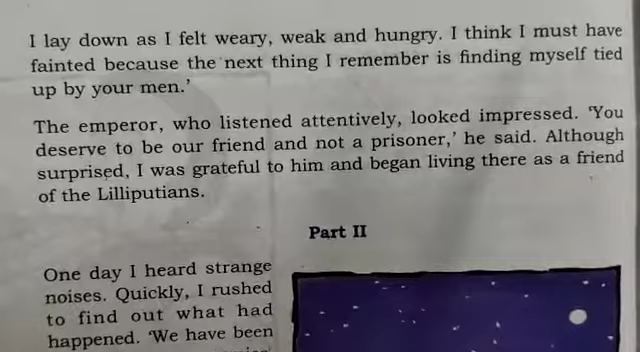 I lay down as I felt weary, weak and hungry. I think I must have
fainted because the next thing I remember is finding myself tied
up by your men.’
The emperor, who listened attentively, looked impressed. ‘You
deserve to be our friend and not a prisoner,’ he said. Although
surprised, I was grateful to him and began living there as a friend
of the Lilliputians.
Part II
One day I heard strange
noises. Quickly, I rushed
to find out what had
happened. ‘We have been